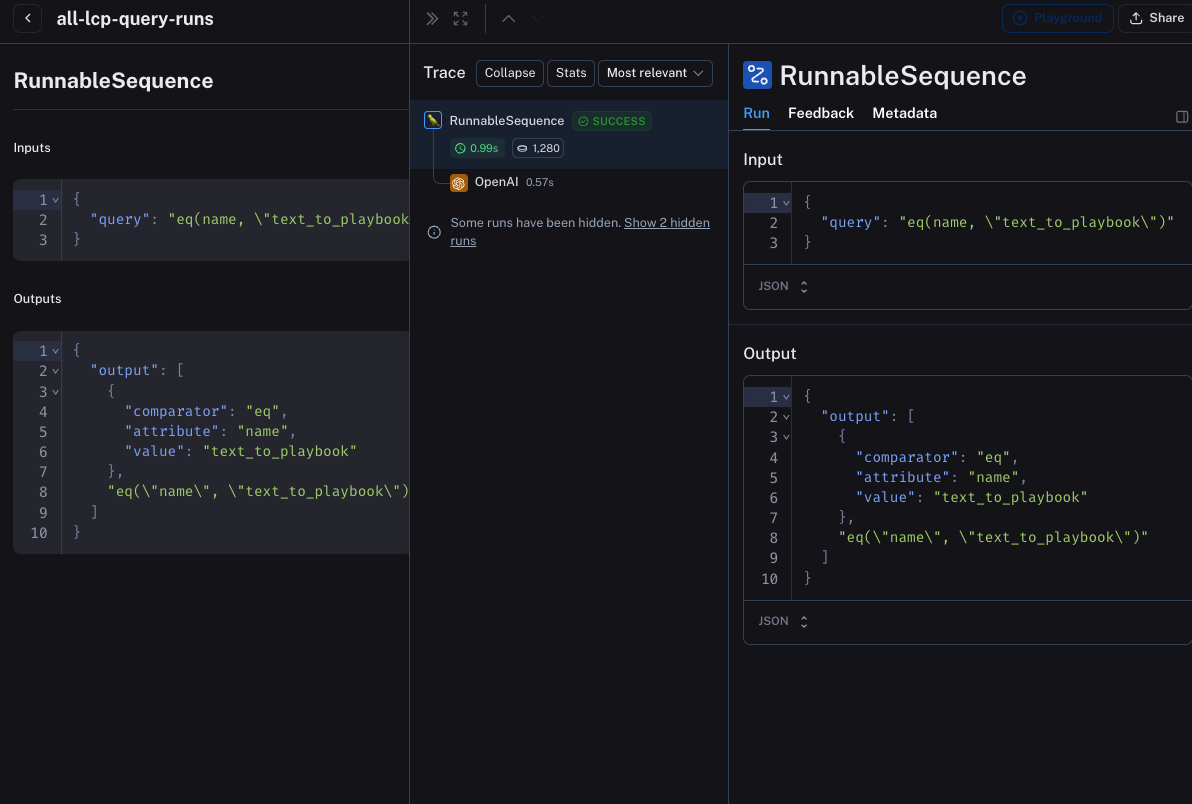 all-lcp-query-runs
RunnableSequence
Inputs
1 {
2 "query": "eq(name, \"text_to_playbook
3 }
Outputs
1 {
2 "output": [
3 {
4 "comparator": "eq",
5 "attribute": "name",
6 "value": "text_to_playbook"
7 },
8 "eq(\"name\", \"text_to_playbook\")
9 ]
10 }
Trace Collapse Stats Most relevant
RunnableSequence SUCCESS
0.99s 1,280
OpenAI 0.57s
Some runs have been hidden. Show 2 hidden
runs
Playground Share
RunnableSequence
Run Feedback Metadata
Input
1 {
2 "query": "eq(name, \"text_to_playbook\")"
3 }
JSON
Output
1 {
2 "output": [
3 {
4 "comparator": "eq",
5 "attribute": "name",
6 "value": "text_to_playbook"
7 },
8 "eq(\"name\", \"text_to_playbook\")"
9 ]
10 }
JSON